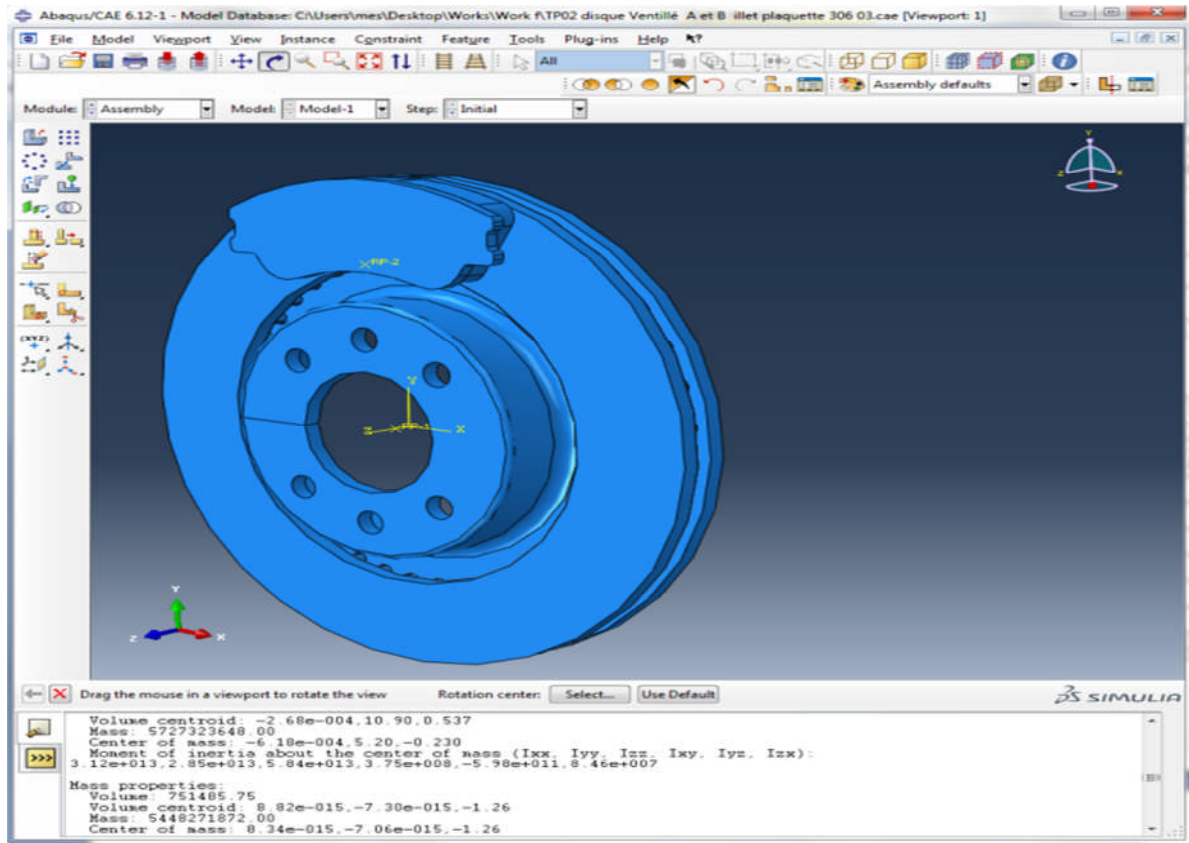 Abaqus/CAE 6.12-1 - Model Database: C:\Users\mes\Desktop\Works\Work f\TP02 disque Ventillé A et B illet plaquette 306 03.cae [Viewport: 1]
File Model Viewport View Instance Constraint Feature Tools Plug-ins Help
All
Assembly defaults
Module: Assembly Model: Model-1 Step: Initial
Y
Z X
RP-2
Y
Z RP-1 X
Y
Z X
Drag the mouse in a viewport to rotate the view Rotation center: Select... Use Default
SIMULIA
Volume centroid: -2.68e-004,10.90,0.537
Mass: 5727323648.00
Center of mass: -6.18e-004,5.20,-0.230
Moment of inertia about the center of mass (Ixx, Iyy, Izz, Ixy, Iyz, Izx):
3.12e+013,2.85e+013,5.84e+013,3.75e+008,-5.98e+011,8.46e+007
Mass properties:
Volume: 751485.75
Volume centroid: 8.82e-015,-7.30e-015,-1.26
Mass: 5448271872.00
Center of mass: 8.34e-015,-7.06e-015,-1.26